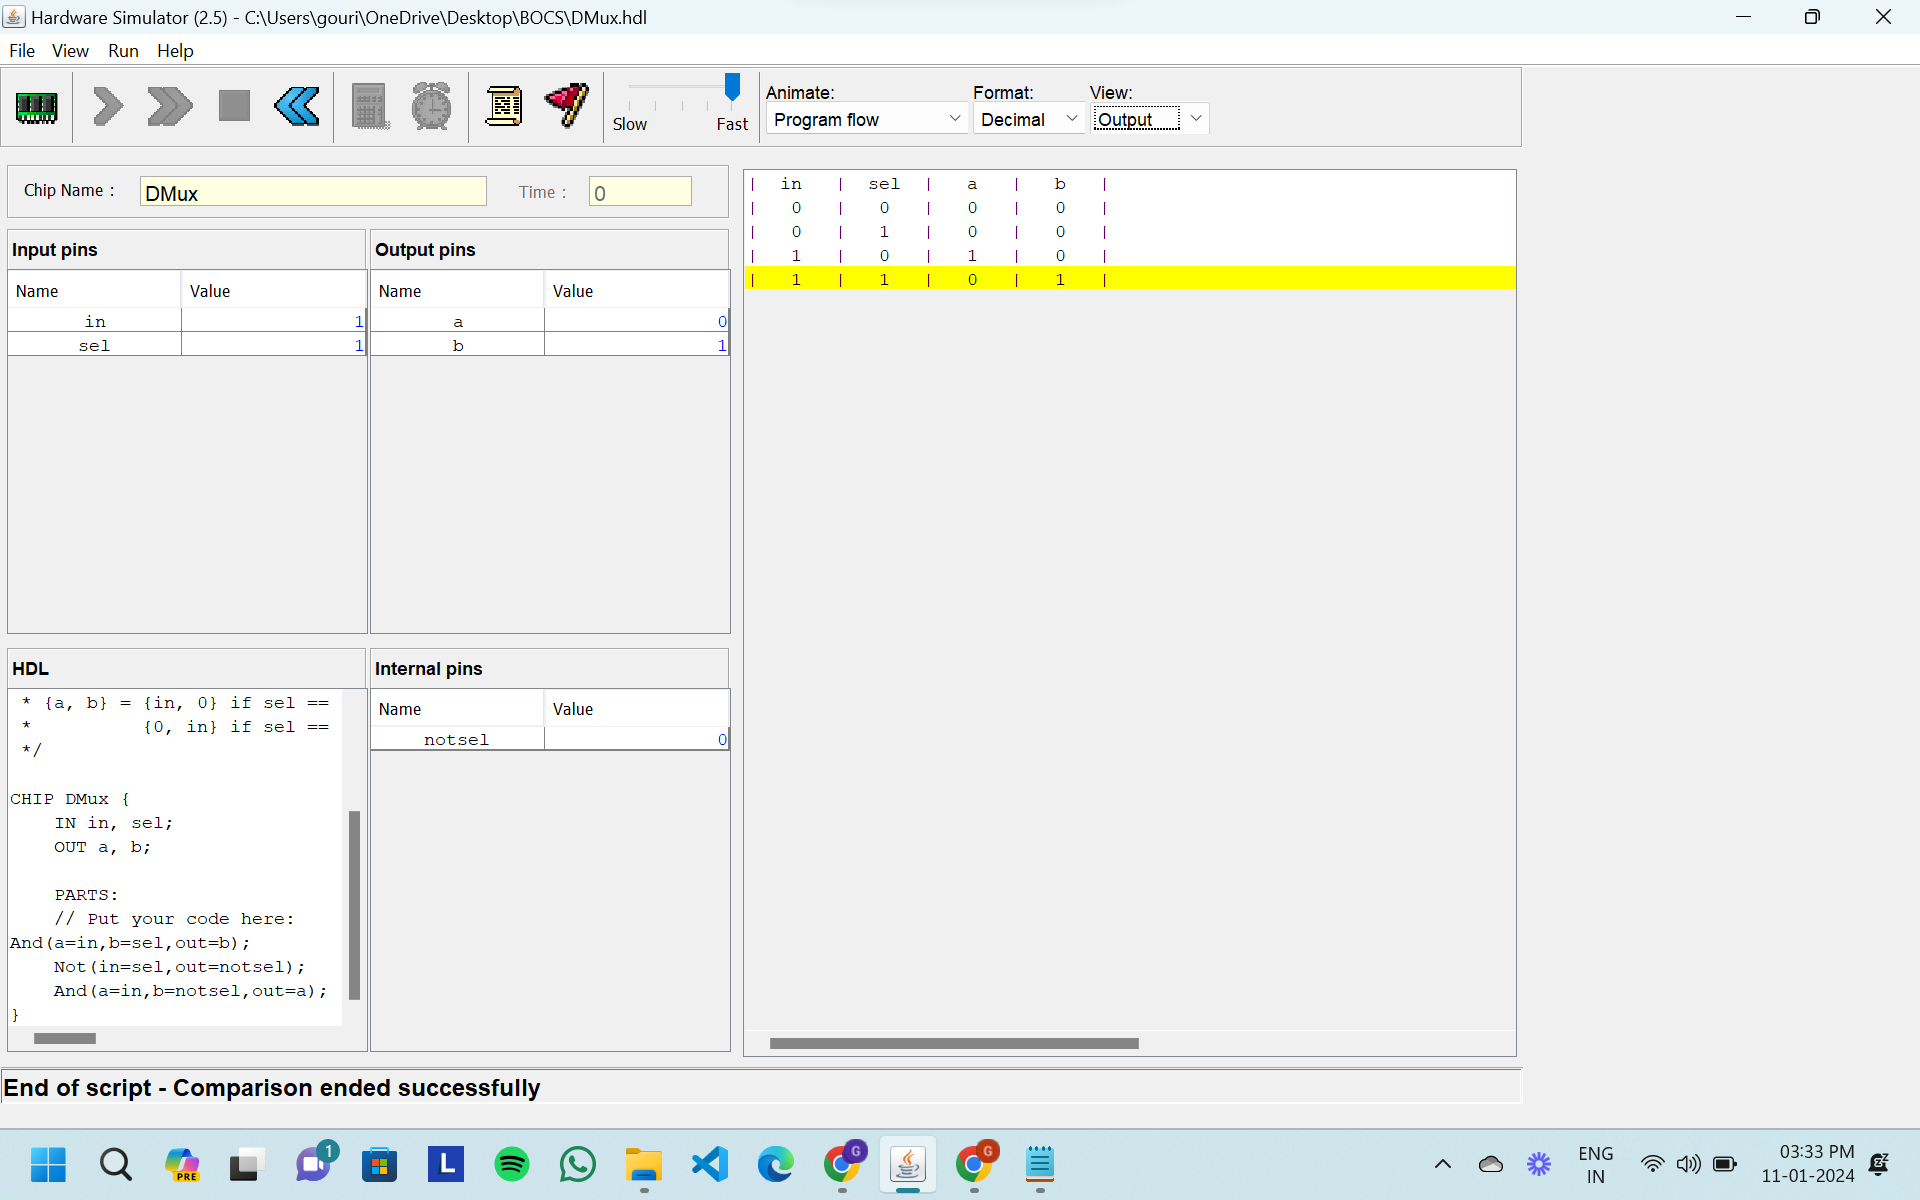 Hardware Simulator (2.5) - C:\Users\gouri\OneDrive\Desktop\BOCS\DMux.hdl
File View Run Help
Slow Fast
Animate: Format: View:
Program flow Decimal Output
Chip Name : DMux Time : 0
Input pins
Name Value
in 1
sel 1
Output pins
Name Value
a 0
b 1
| in | sel | a | b |
| 0 | 0 | 0 | 0 |
| 0 | 1 | 0 | 0 |
| 1 | 0 | 1 | 0 |
| 1 | 1 | 0 | 1 |
HDL
* {a, b} = {in, 0} if sel ==
* {0, in} if sel ==
*/
CHIP DMux {
IN in, sel;
OUT a, b;
PARTS:
// Put your code here:
And(a=in,b=sel,out=b);
Not(in=sel,out=notsel);
And(a=in,b=notsel,out=a);
}
Internal pins
Name Value
notsel 0
End of script - Comparison ended successfully
PRE
1
L
G
G
ENG
IN
03:33 PM
11-01-2024